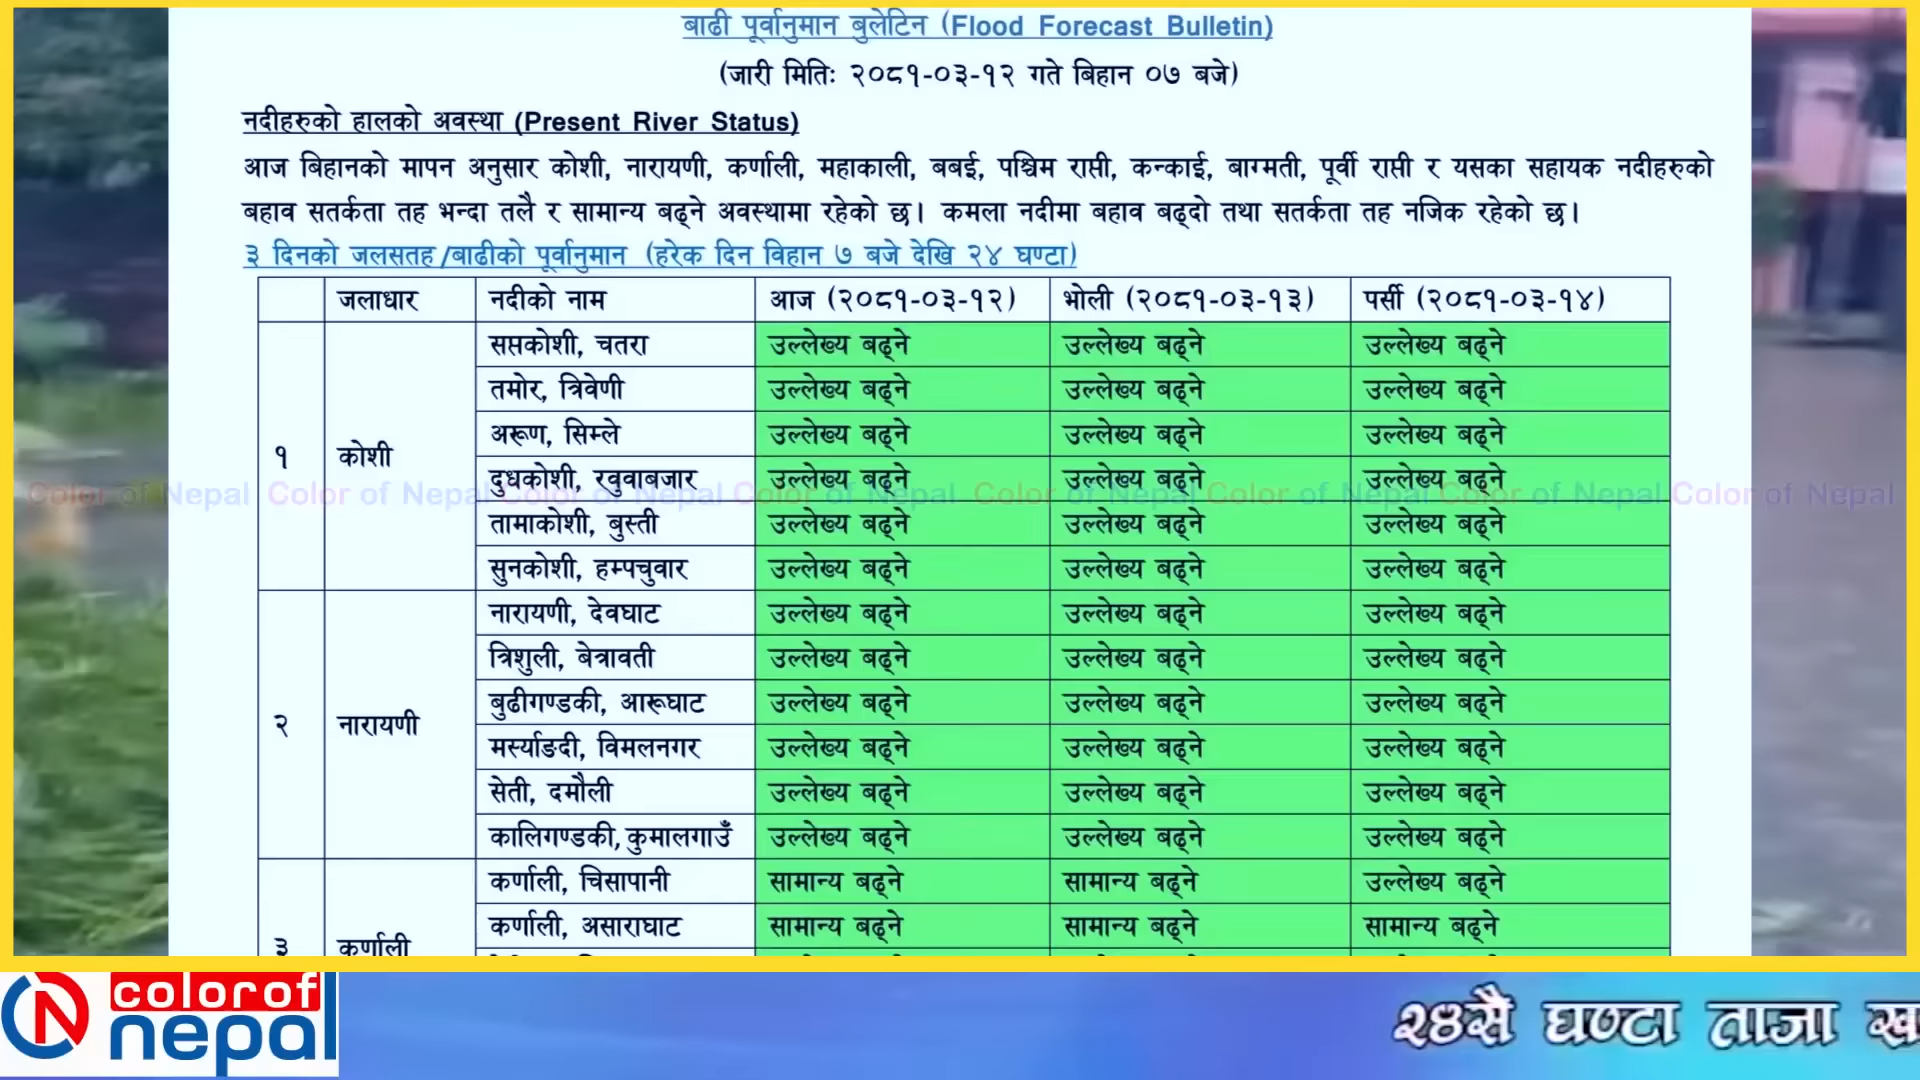 बाढी पूर्वानुमान बुलेटिन (Flood Forecast Bulletin)
(जारी मितिः २०८१-०३-१२ गते बिहान ०७ बजे)
नदीहरुको हालको अवस्था (Present River Status)
आज बिहानको मापन अनुसार कोशी, नारायणी, कर्णाली, महाकाली, बबई, पश्चिम राप्ती, कन्काई, बाग्मती, पूर्वी राप्ती र यसका सहायक नदीहरुको
बहाव सतर्कता तह भन्दा तलै र सामान्य बढ्ने अवस्थामा रहेको छ। कमला नदीमा बहाव बढ्दो तथा सतर्कता तह नजिक रहेको छ।
३ दिनको जलसतह/बाढीको पूर्वानुमान (हरेक दिन विहान ७ बजे देखि २४ घण्टा)
जलाधार नदीको नाम आज (२०८१-०३-१२) भोली (२०८१-०३-१३) पर्सी (२०८१-०३-१४)
सप्तकोशी, चतरा उल्लेख्य बढ्ने उल्लेख्य बढ्ने उल्लेख्य बढ्ने
तमोर, त्रिवेणी उल्लेख्य बढ्ने उल्लेख्य बढ्ने उल्लेख्य बढ्ने
अरूण, सिम्ले उल्लेख्य बढ्ने उल्लेख्य बढ्ने उल्लेख्य बढ्ने
१ कोशी
दुधकोशी, रवुवाबजार उल्लेख्य बढ्ने उल्लेख्य बढ्ने उल्लेख्य बढ्ने
Color of Nepal Color of Nepal Color of Nepal Color of Nepal Color of Nepal Color of Nepal Color of Nepal Color of Nepal
तामाकोशी, बुस्ती उल्लेख्य बढ्ने उल्लेख्य बढ्ने उल्लेख्य बढ्ने
सुनकोशी, हम्पचुवार उल्लेख्य बढ्ने उल्लेख्य बढ्ने उल्लेख्य बढ्ने
नारायणी, देवघाट उल्लेख्य बढ्ने उल्लेख्य बढ्ने उल्लेख्य बढ्ने
त्रिशुली, बेत्रावती उल्लेख्य बढ्ने उल्लेख्य बढ्ने उल्लेख्य बढ्ने
बुढीगण्डकी, आरूघाट उल्लेख्य बढ्ने उल्लेख्य बढ्ने उल्लेख्य बढ्ने
२ नारायणी
मर्स्याङदी, विमलनगर उल्लेख्य बढ्ने उल्लेख्य बढ्ने उल्लेख्य बढ्ने
सेती, दमौली उल्लेख्य बढ्ने उल्लेख्य बढ्ने उल्लेख्य बढ्ने
कालिगण्डकी, कुमालगाउँ उल्लेख्य बढ्ने उल्लेख्य बढ्ने उल्लेख्य बढ्ने
कर्णाली, चिसापानी सामान्य बढ्ने सामान्य बढ्ने उल्लेख्य बढ्ने
कर्णाली, असाराघाट सामान्य बढ्ने सामान्य बढ्ने सामान्य बढ्ने
३ कर्णाली
color of
nepal
२४सै घण्टा ताजा